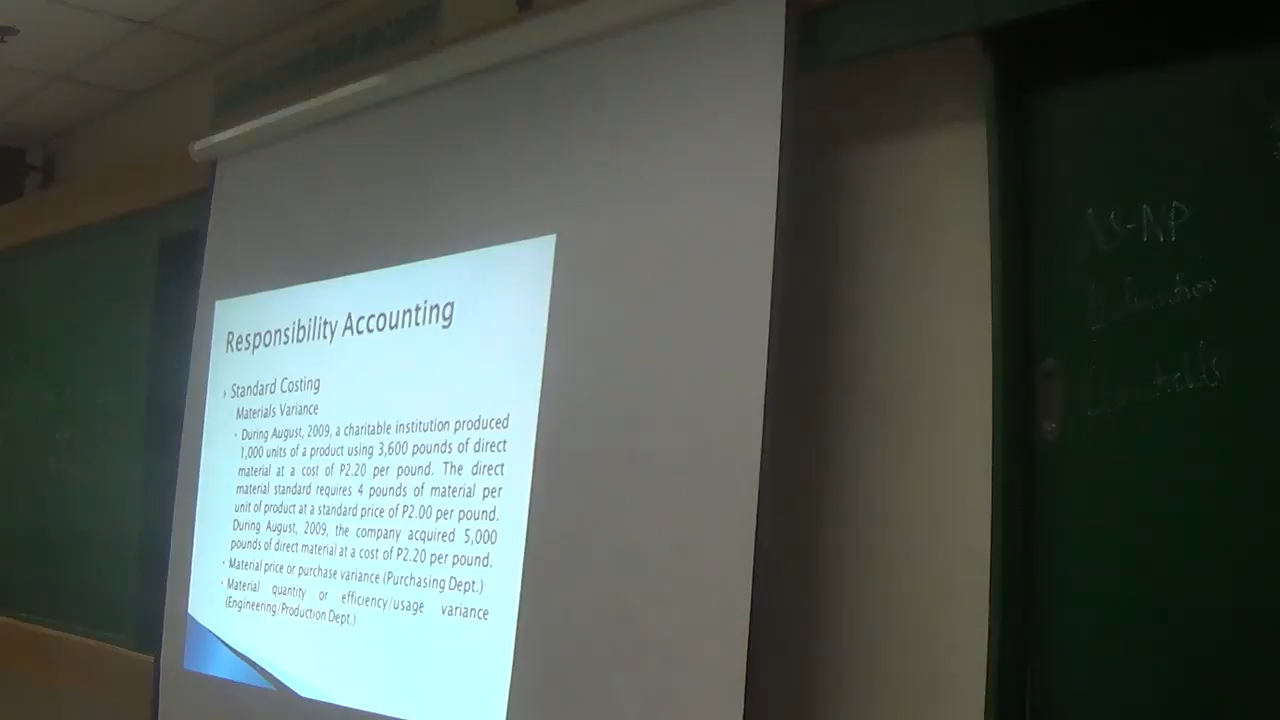 Responsibility Accounting
Standard Costing
Materials Variance
During August, 2009, a charitable institution produced
1,000 units of a product using 3,600 pounds of direct
material at a cost of P2.20 per pound. The direct
material standard requires 4 pounds of material per
unit of product at a standard price of P2.00 per pound.
During August, 2009, the company acquired 5,000
pounds of direct material at a cost of P2.20 per pound.
Material price or purchase variance (Purchasing Dept.)
Material quantity or efficiency/usage variance
(Engineering/Production Dept.)